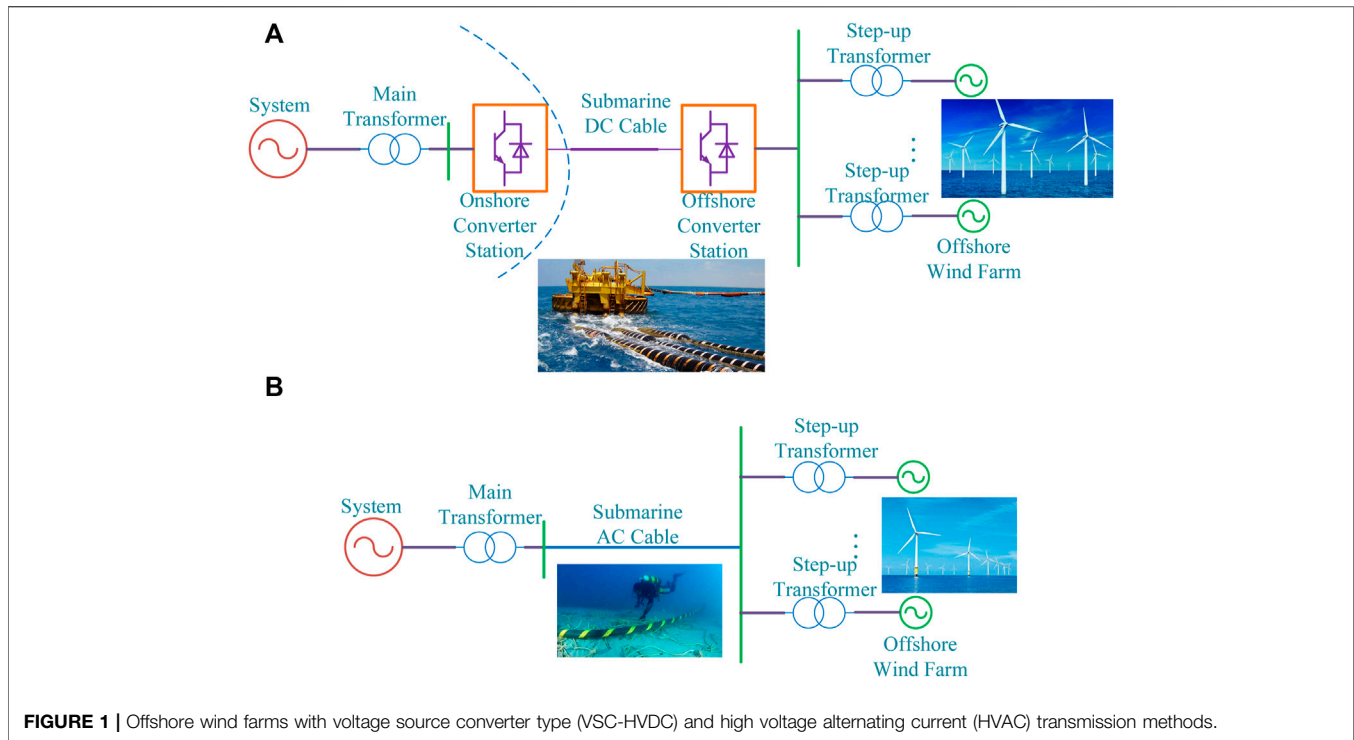 A
System
Main
Transformer
Onshore
Converter
Station
Submarine
DC Cable
Offshore
Converter
Station
Step-up
Transformer
Step-up
Transformer
Offshore
Wind Farm
B
System
Main
Transformer
Submarine
AC Cable
Step-up
Transformer
Step-up
Transformer
Offshore
Wind Farm
FIGURE 1 | Offshore wind farms with voltage source converter type (VSC-HVDC) and high voltage alternating current (HVAC) transmission methods.